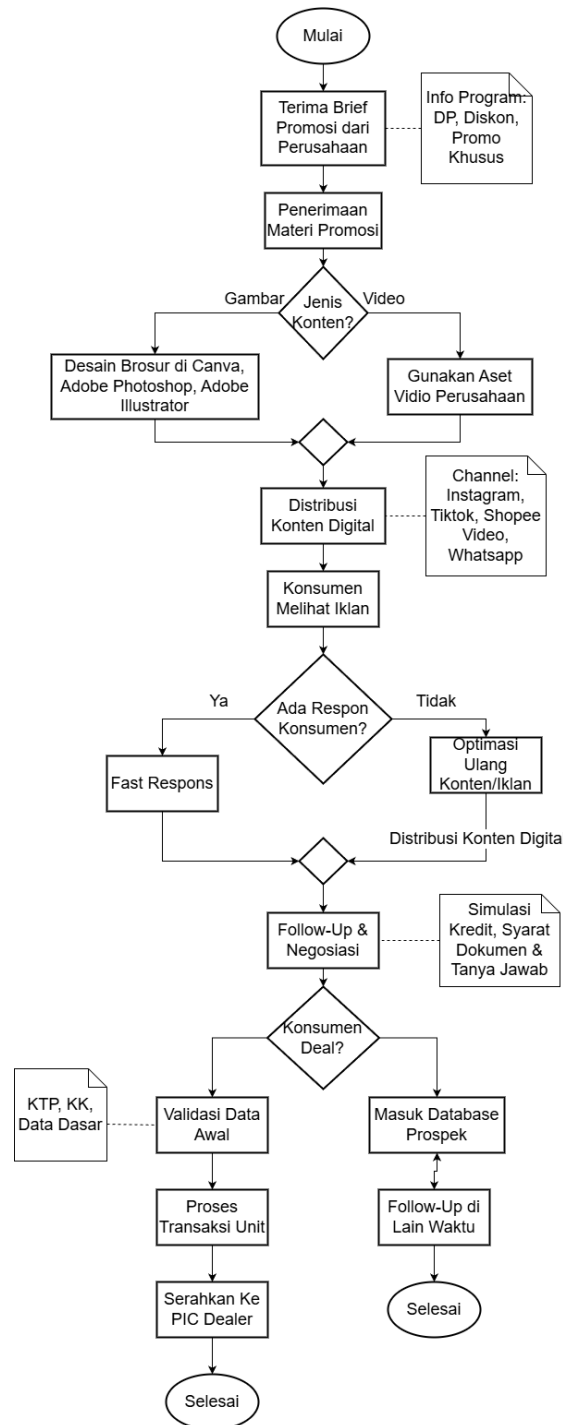 Mulai
Terima Brief
Promosi dari
Perusahaan
Info Program:
DP, Diskon,
Promo
Khusus
Penerimaan
Materi Promosi
Jenis
Konten?
Gambar
Video
Desain Brosur di Canva,
Adobe Photoshop, Adobe
Illustrator
Gunakan Aset
Vidio Perusahaan
Distribusi
Konten Digital
Channel:
Instagram,
Tiktok, Shopee
Video,
Whatsapp
Konsumen
Melihat Iklan
Ada Respon
Konsumen?
Ya
Tidak
Fast Respons
Optimasi
Ulang
Konten/Iklan
Distribusi Konten Digita
Follow-Up &
Negosiasi
Simulasi
Kredit, Syarat
Dokumen &
Tanya Jawab
Konsumen
Deal?
KTP, KK,
Data Dasar
Validasi Data
Awal
Masuk Database
Prospek
Proses
Transaksi Unit
Follow-Up di
Lain Waktu
Serahkan Ke
PIC Dealer
Selesai
Selesai